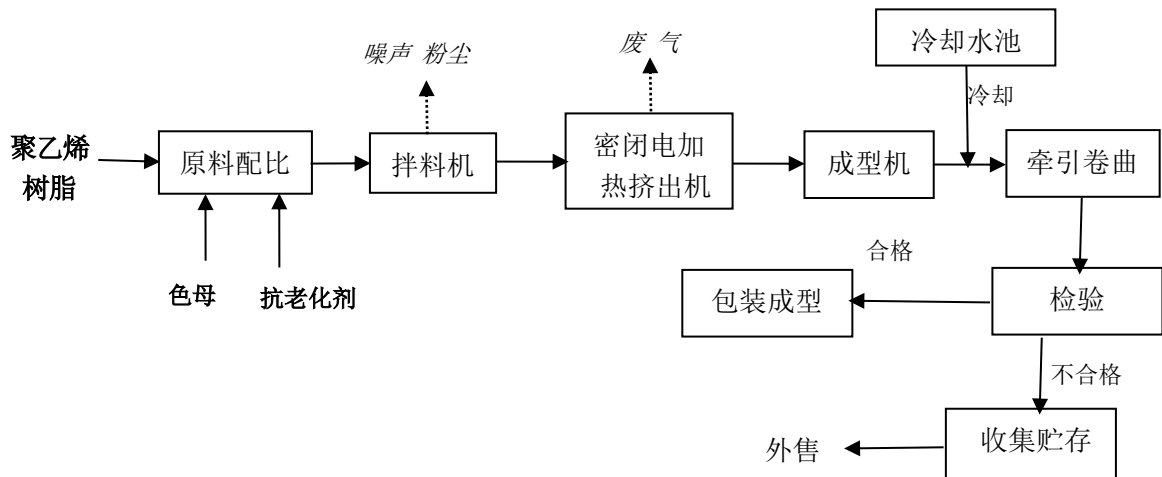 冷却水池
噪声 粉尘
废 气
冷却
聚乙烯
树脂
原料配比
拌料机
密闭电加
热挤出机
成型机
牵引卷曲
色母
抗老化剂
合格
包装成型
检验
不合格
外售
收集贮存